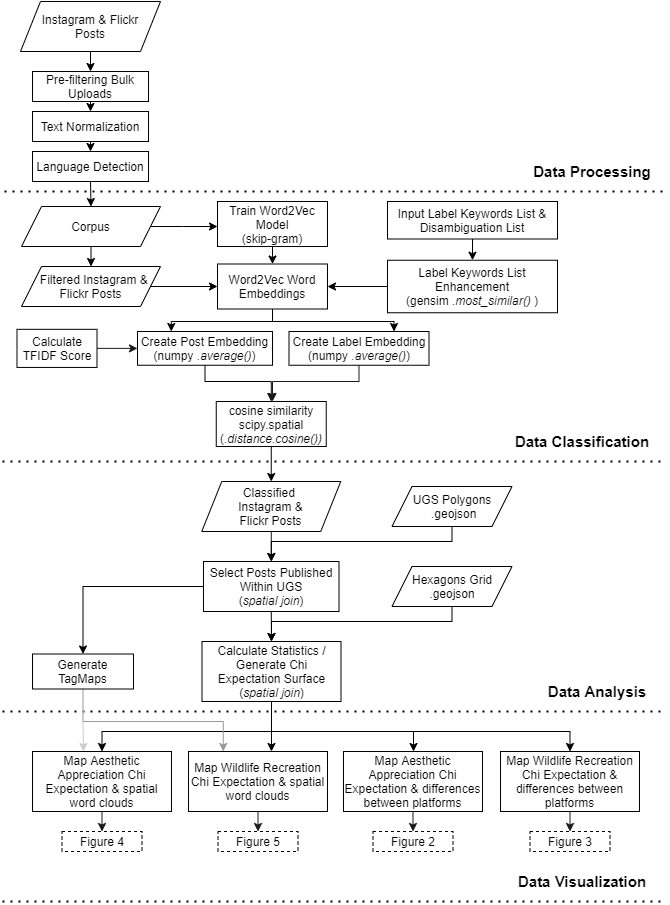 Instagram & Flickr
Posts
Pre-filtering Bulk
Uploads
Text Normalization
Language Detection
Data Processing
Corpus
Train Word2Vec
Model
(skip-gram)
Input Label Keywords List &
Disambiguation List
Filtered Instagram &
Flickr Posts
Word2Vec Word
Embeddings
Label Keywords List
Enhancement
(gensim .most_similar() )
Calculate
TFIDF Score
Create Post Embedding
(numpy .average())
Create Label Embedding
(numpy .average())
cosine similarity
scipy.spatial
(.distance.cosine())
Data Classification
Classified
Instagram &
Flickr Posts
UGS Polygons
.geojson
Select Posts Published
Within UGS
(spatial join)
Hexagons Grid
.geojson
Generate
TagMaps
Calculate Statistics /
Generate Chi
Expectation Surface
(spatial join)
Data Analysis
Map Aesthetic
Appreciation Chi
Expectation & spatial
word clouds
Map Wildlife Recreation
Chi Expectation & spatial
word clouds
Map Aesthetic
Appreciation Chi
Expectation & differences
between platforms
Map Wildlife Recreation
Chi Expectation &
differences between
platforms
Figure 4
Figure 5
Figure 2
Figure 3
Data Visualization